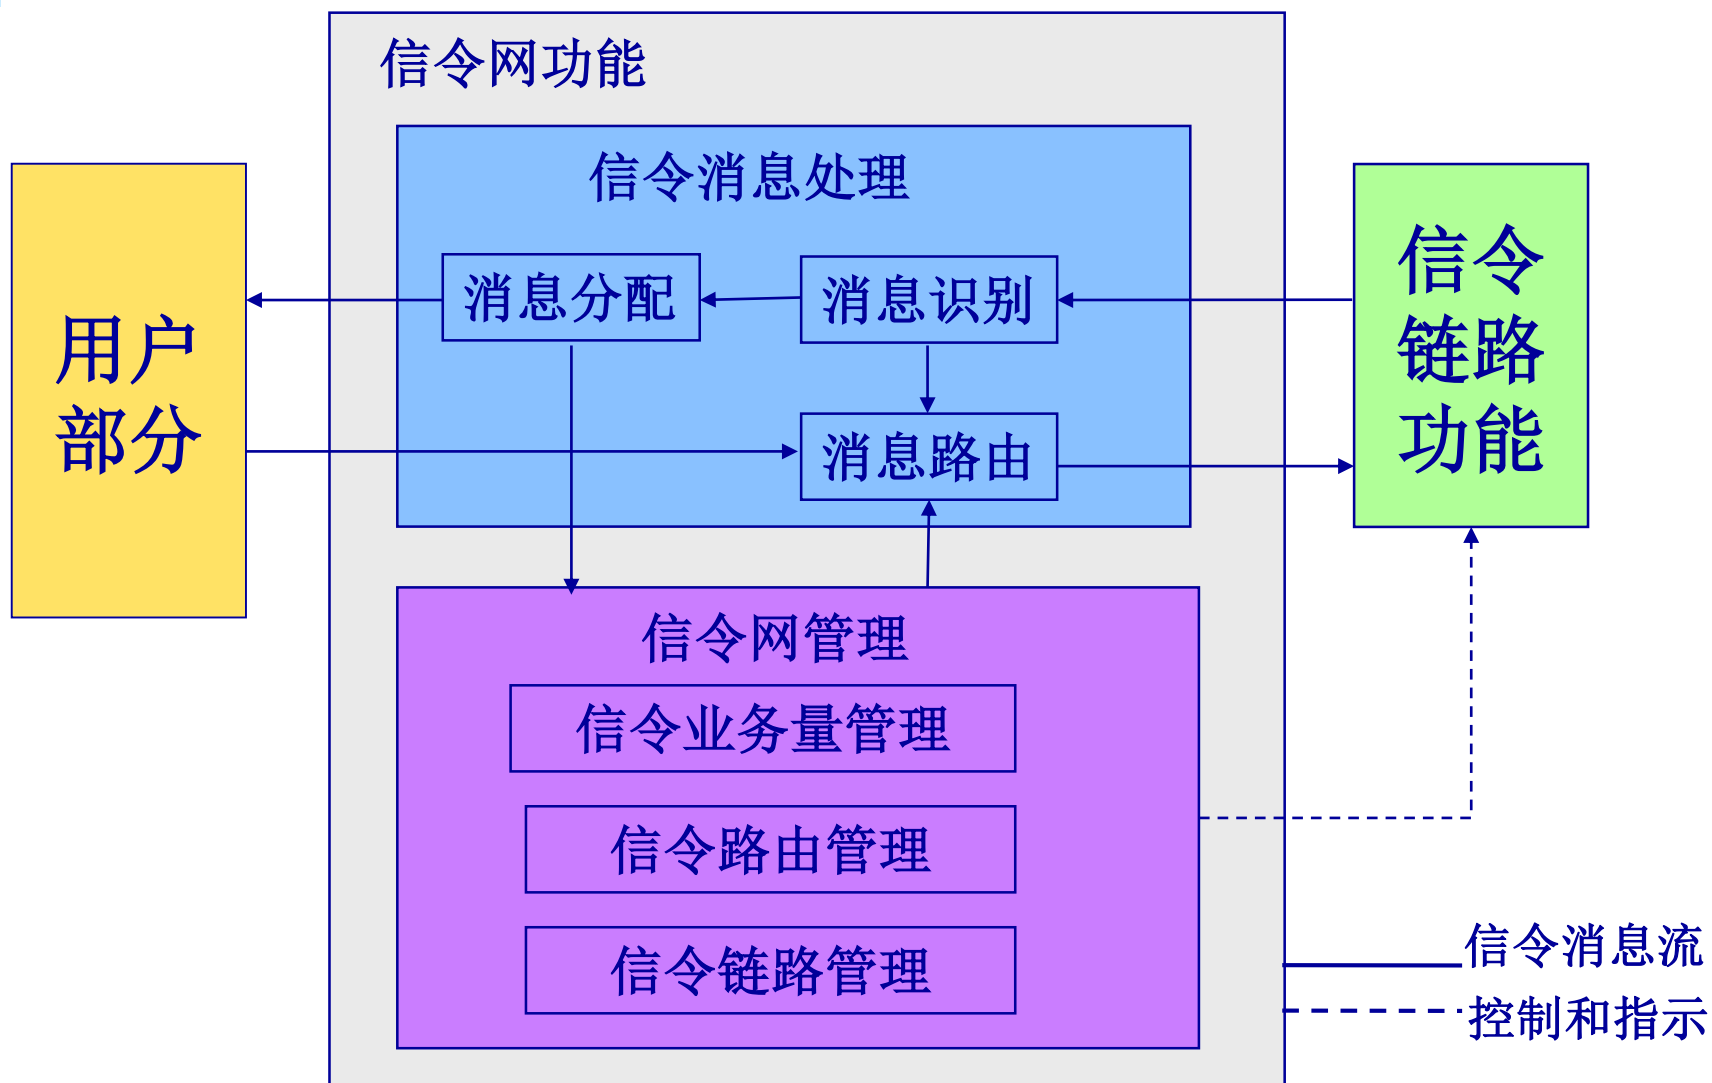 信令网功能
信令消息处理
消息分配
消息识别
消息路由
用户
部分
信令
链路
功能
信令网管理
信令业务量管理
信令路由管理
信令链路管理
信令消息流
控制和指示